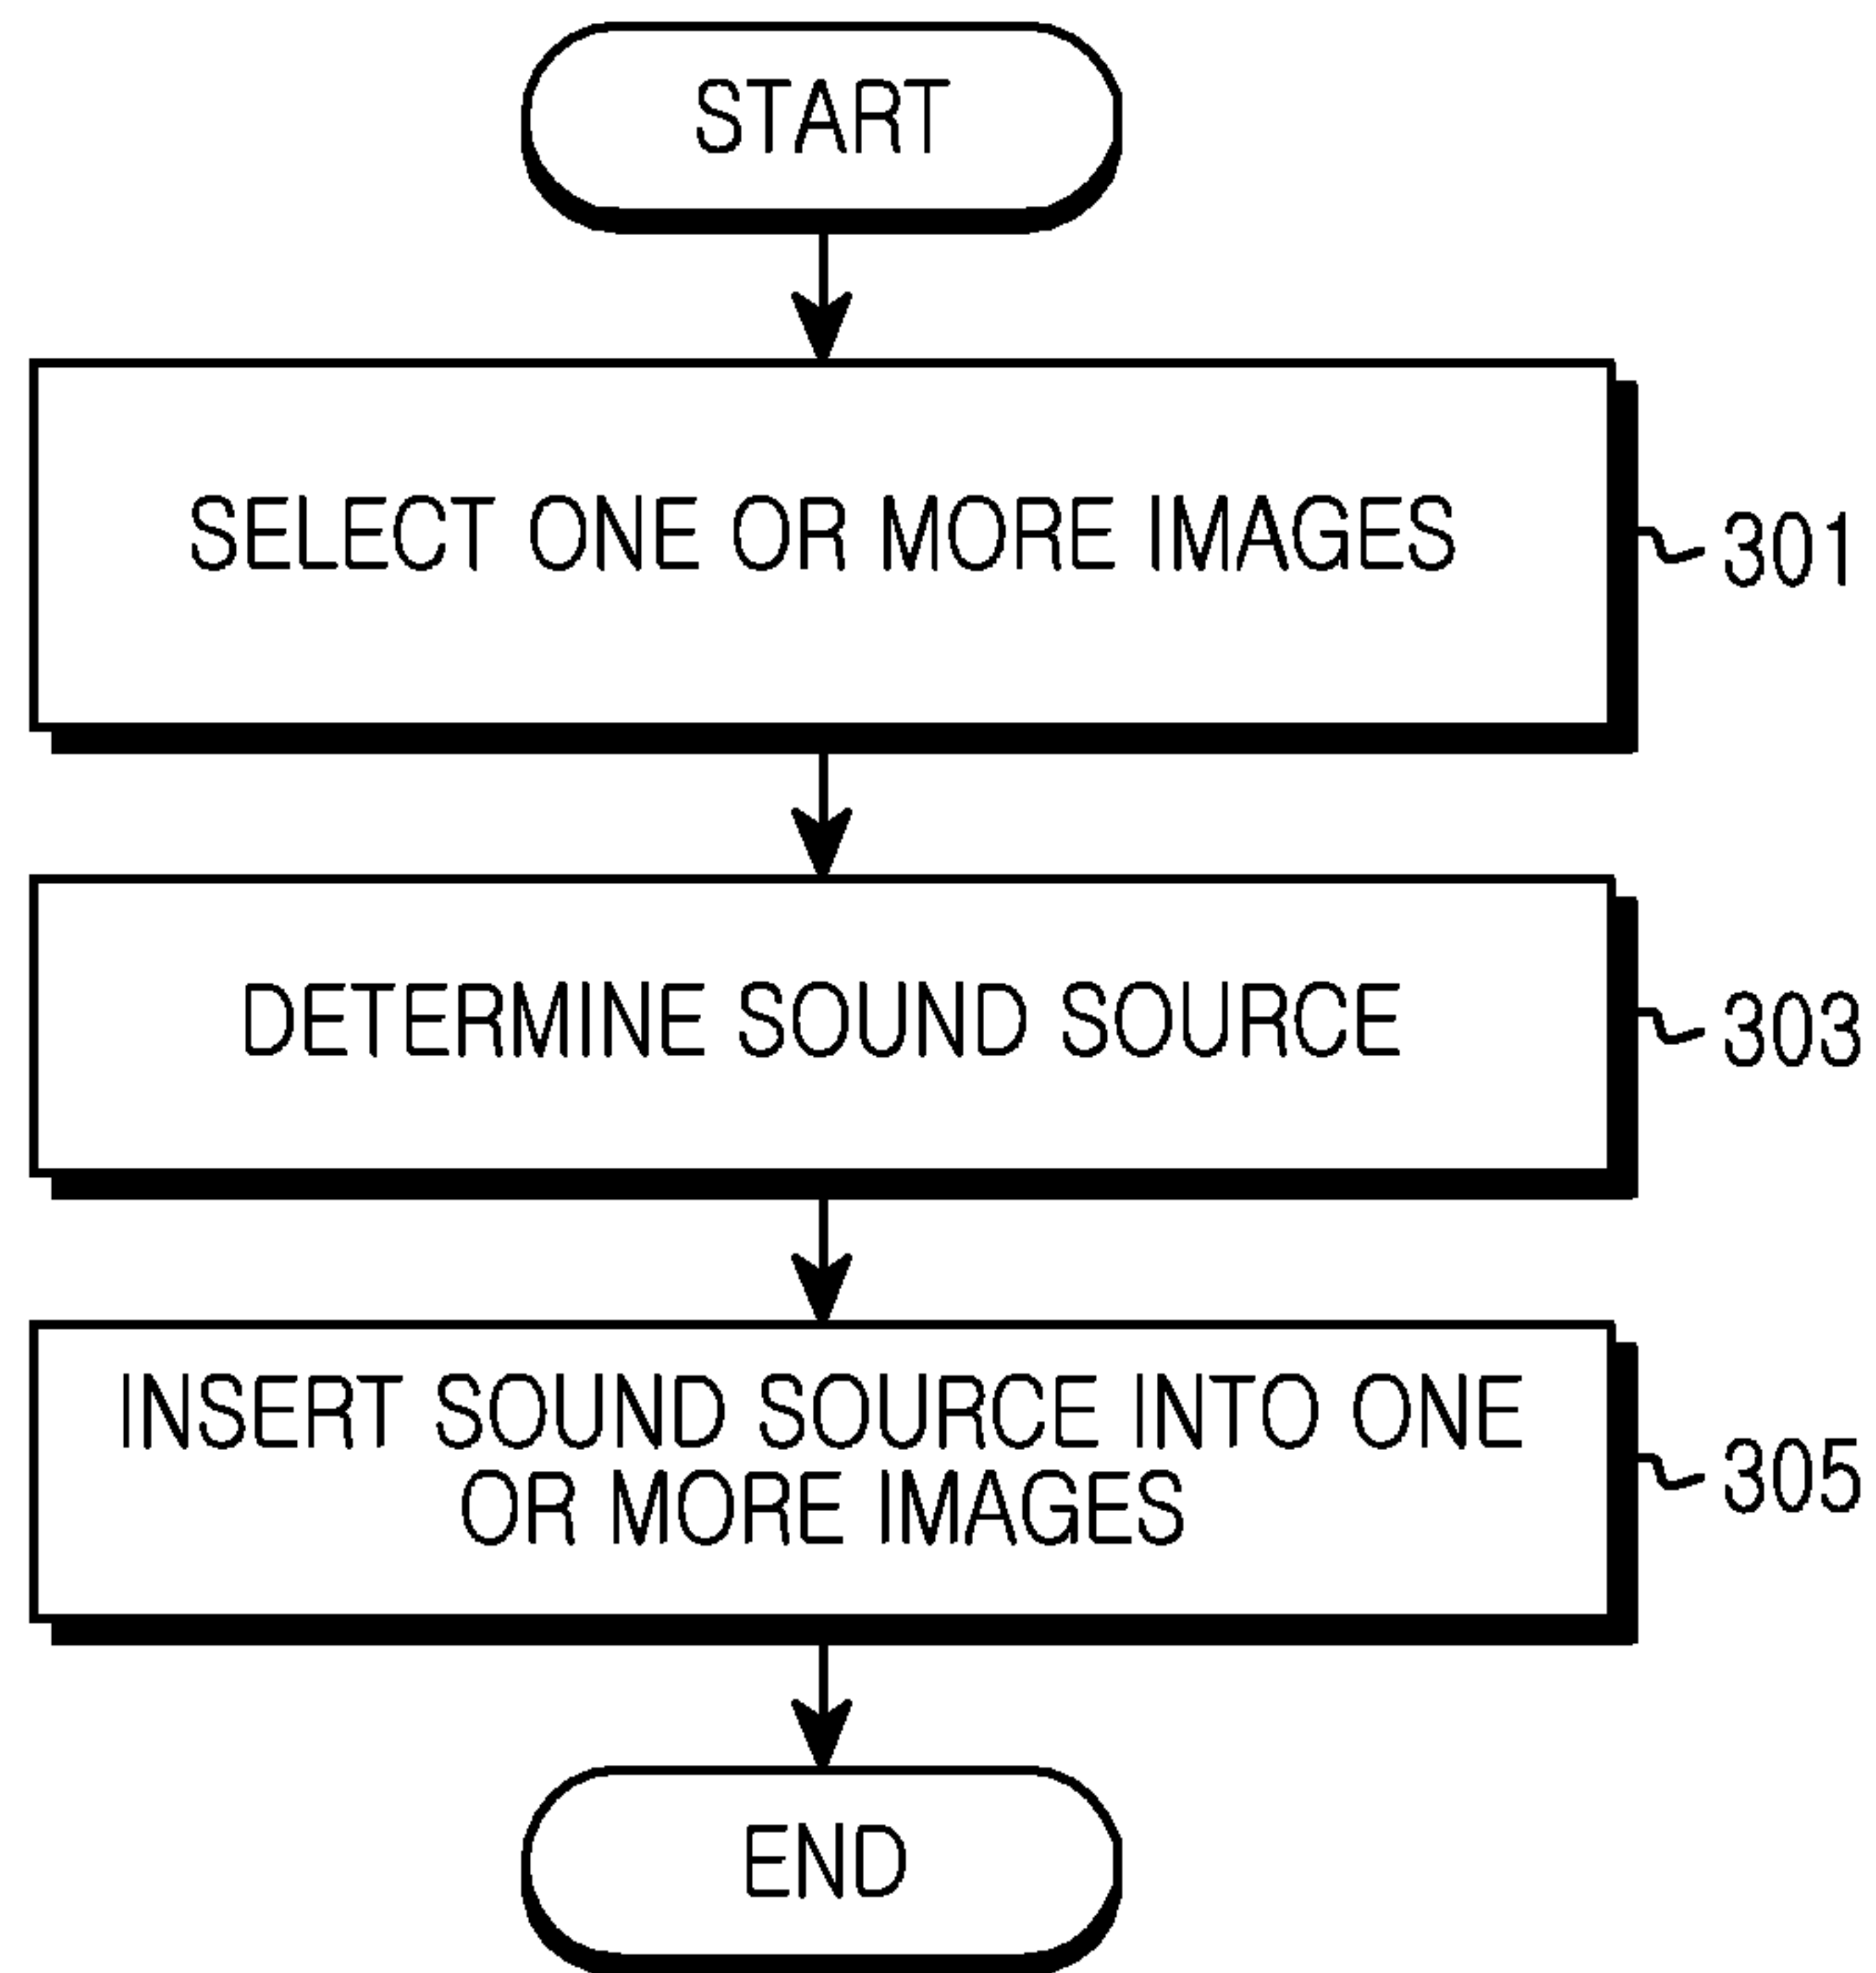 START
SELECT ONE OR MORE IMAGES
301
DETERMINE SOUND SOURCE
303
INSERT SOUND SOURCE INTO ONE
OR MORE IMAGES
305
END